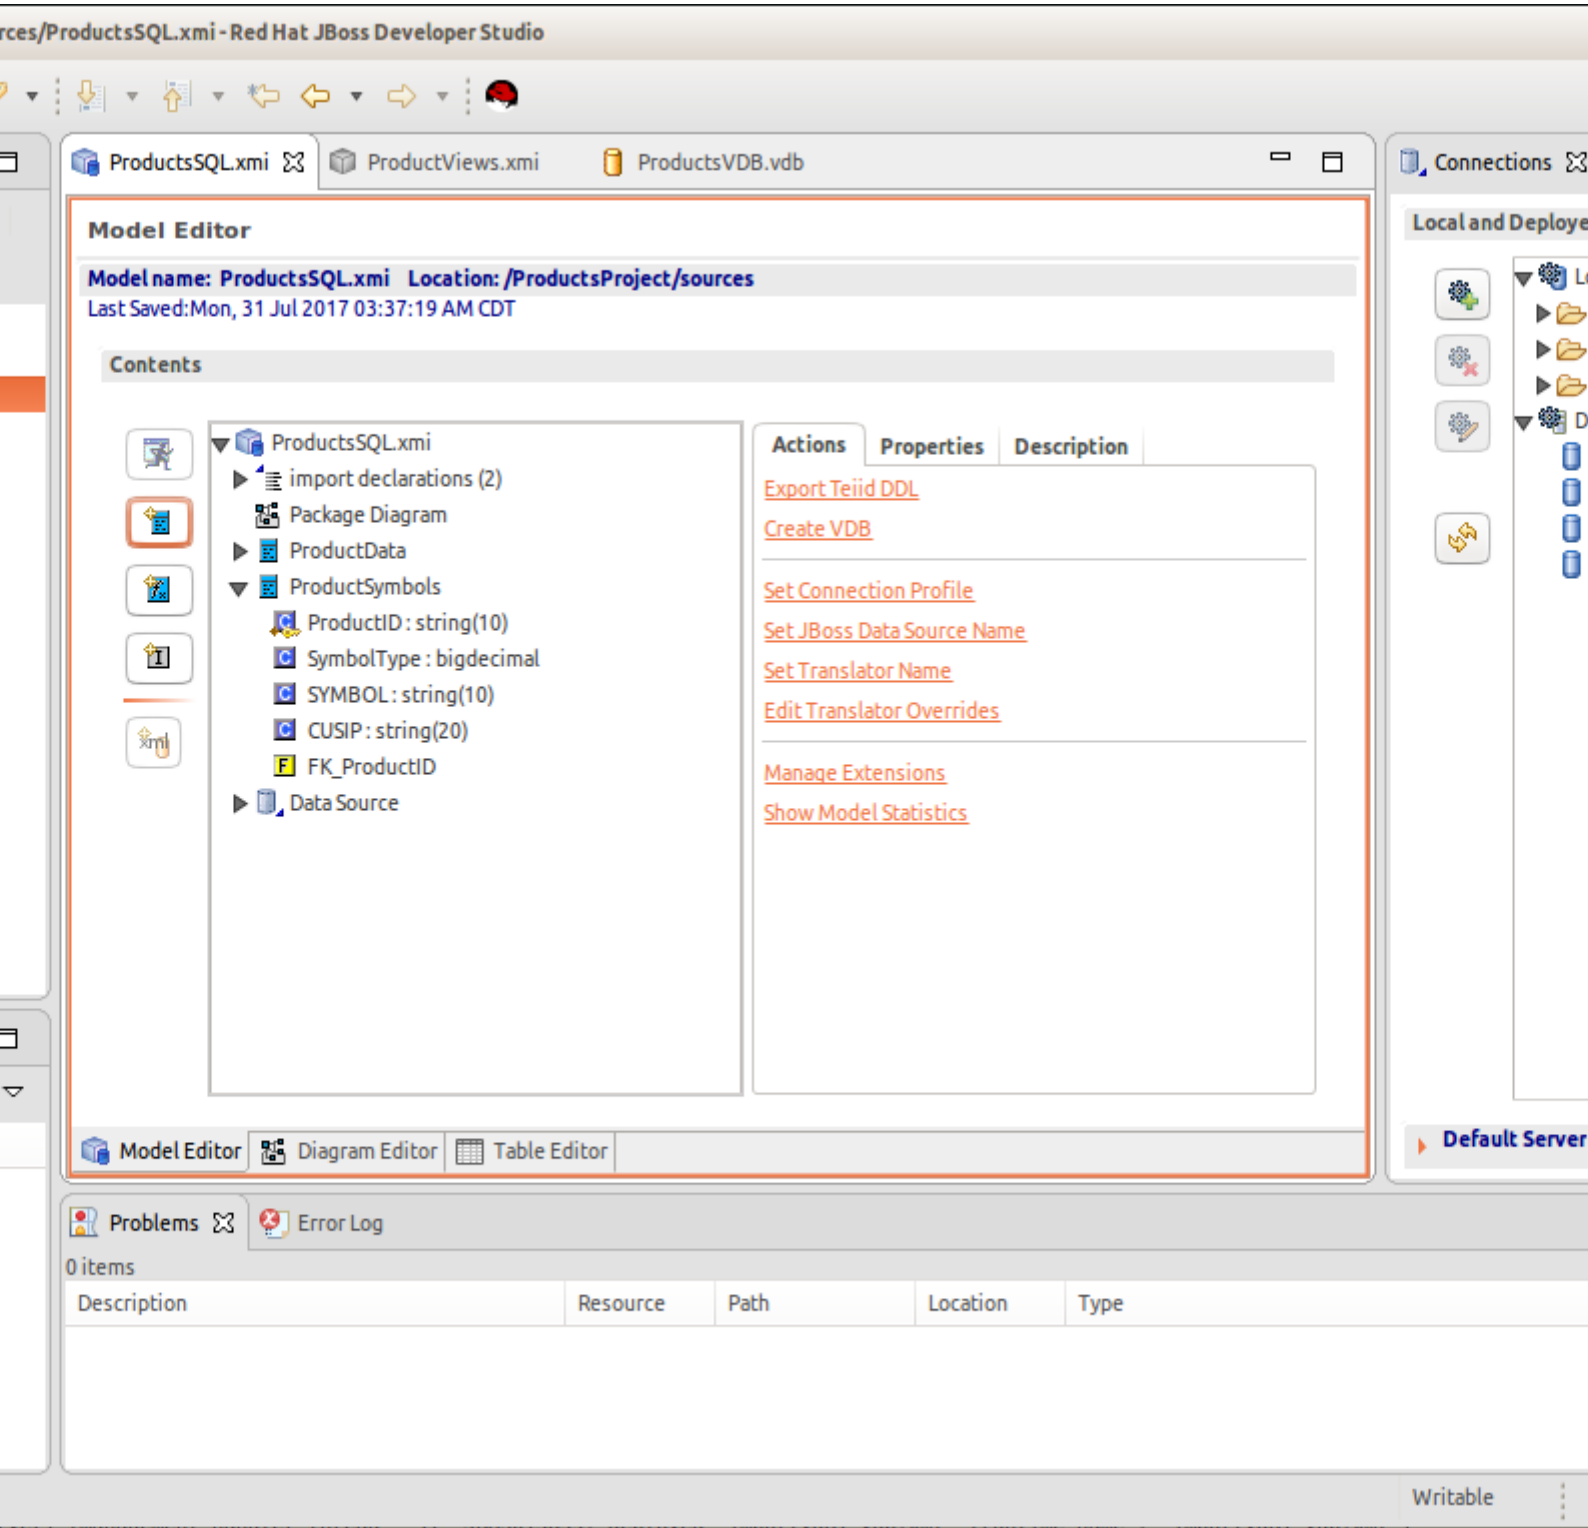 rces/ProductsSQL.xmi - Red Hat JBoss Developer Studio
ProductsSQL.xmi ProductViews.xmi ProductsVDB.vdb
Connections
Model Editor
Local and Deploye
Model name: ProductsSQL.xmi Location: /ProductsProject/sources
Last Saved:Mon, 31 Jul 2017 03:37:19 AM CDT
Contents
ProductsSQL.xmi
import declarations (2)
Package Diagram
ProductData
ProductSymbols
ProductID : string(10)
SymbolType : bigdecimal
SYMBOL : string(10)
CUSIP : string(20)
FK_ProductID
Data Source
xml
Actions Properties Description
Export Teiid DDL
Create VDB
Set Connection Profile
Set JBoss Data Source Name
Set Translator Name
Edit Translator Overrides
Manage Extensions
Show Model Statistics
Lo
D
Default Server
Model Editor Diagram Editor Table Editor
Problems Error Log
0 items
Description Resource Path Location Type
Writable